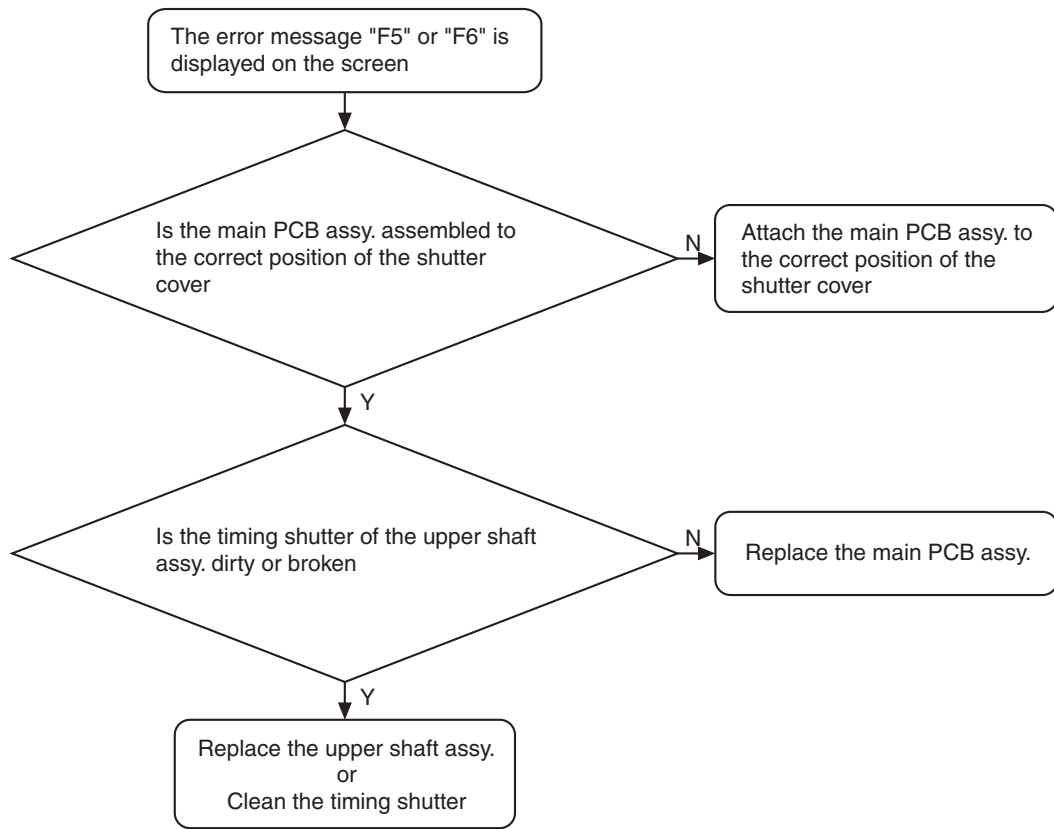 The error message "F5" or "F6" is
displayed on the screen
Is the main PCB assy. assembled to
the correct position of the shutter
cover
N
Attach the main PCB assy. to
the correct position of the
shutter cover
Y
Is the timing shutter of the upper shaft
assy. dirty or broken
N
Replace the main PCB assy.
Y
Replace the upper shaft assy.
or
Clean the timing shutter